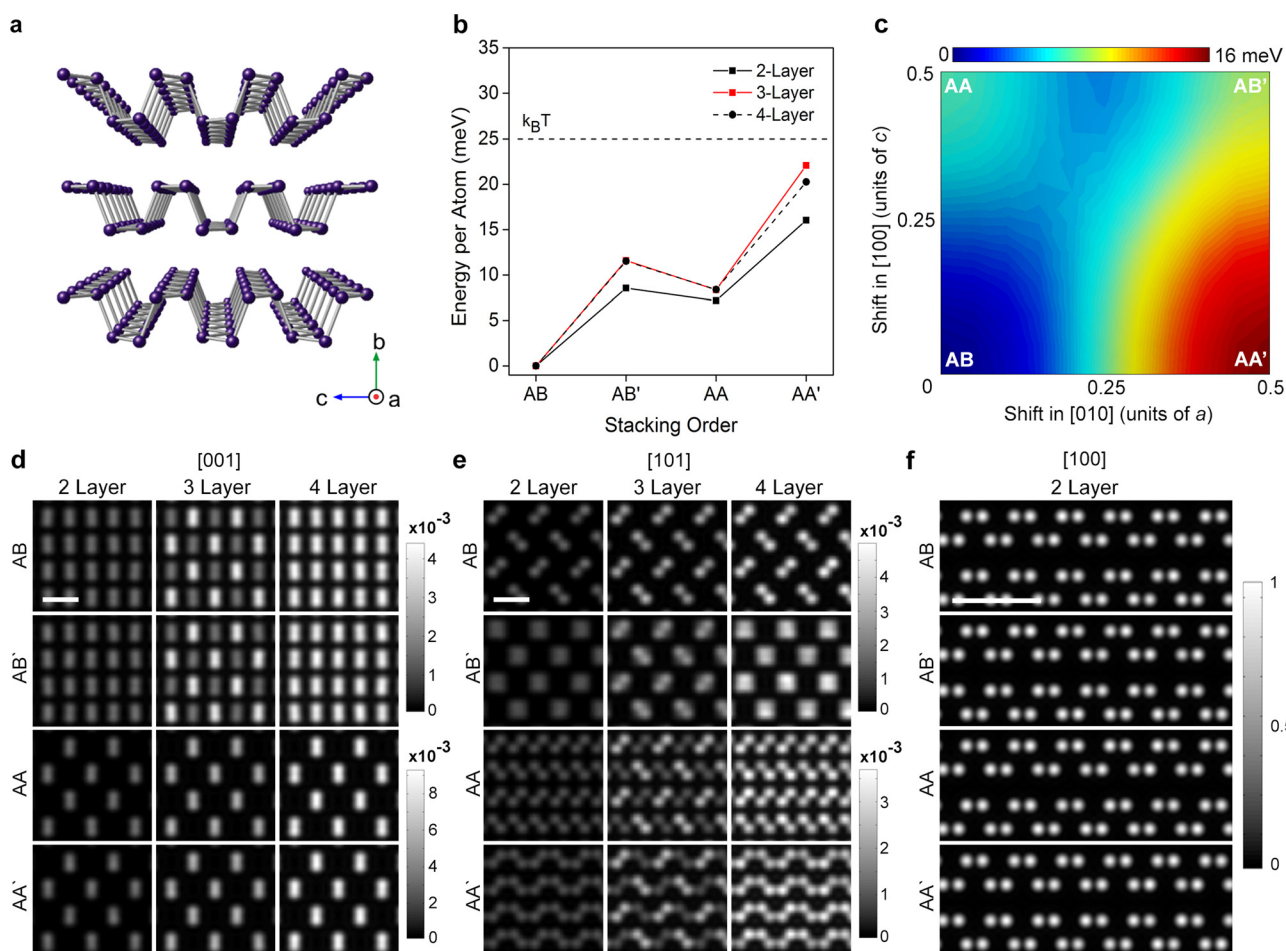 a
b
c
a
b
35
30
25
20
15
10
5
0
Energy per Atom (meV)
k_BT
2-Layer
3-Layer
4-Layer
AB
AB'
AA
AA'
Stacking Order
c
0
16 meV
0.5
0.25
0
0.25
0.5
AA
AB'
AB
AA'
Shift in [100] (units of c)
Shift in [010] (units of a)
d
[001]
2 Layer 3 Layer 4 Layer
AB
AB`
AA
AA`
x10⁻³
4
3
2
1
0
x10⁻³
8
6
4
2
0
e
[101]
2 Layer 3 Layer 4 Layer
AB
AB`
AA
AA`
x10⁻³
4
3
2
1
0
x10⁻³
3
2
1
0
f
[100]
2 Layer
AB
AB`
AA
AA`
1
0.5
0